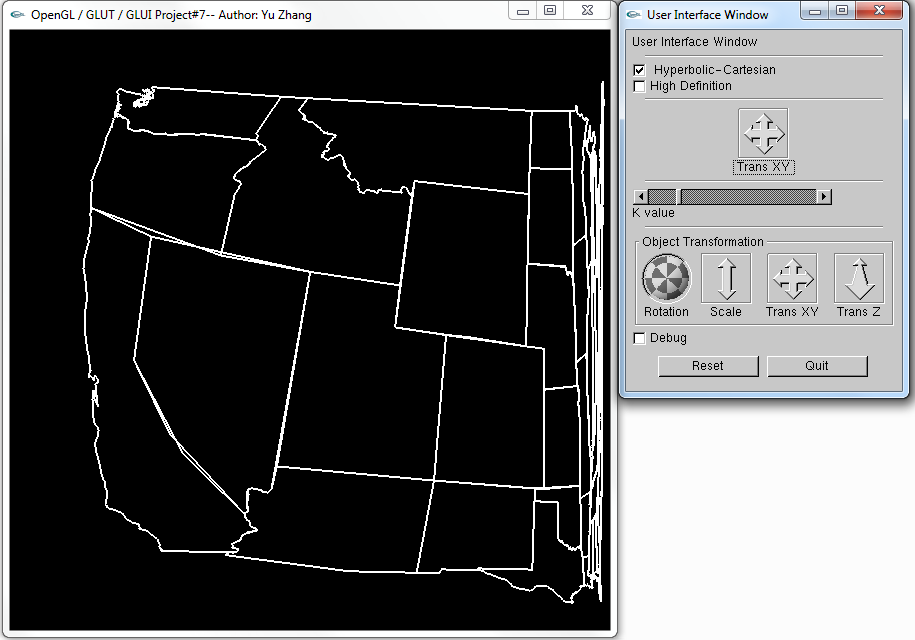 OpenGL / GLUT / GLUI Project#7-- Author: Yu Zhang
User Interface Window
User Interface Window
Hyperbolic-Cartesian
High Definition
Trans XY
K value
Object Transformation
Rotation Scale Trans XY Trans Z
Debug
Reset Quit